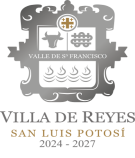 VALLE DE Sⁿ FRANCISCO
VILLA DE REYES
SAN LUIS POTOSÍ
2024 - 2027